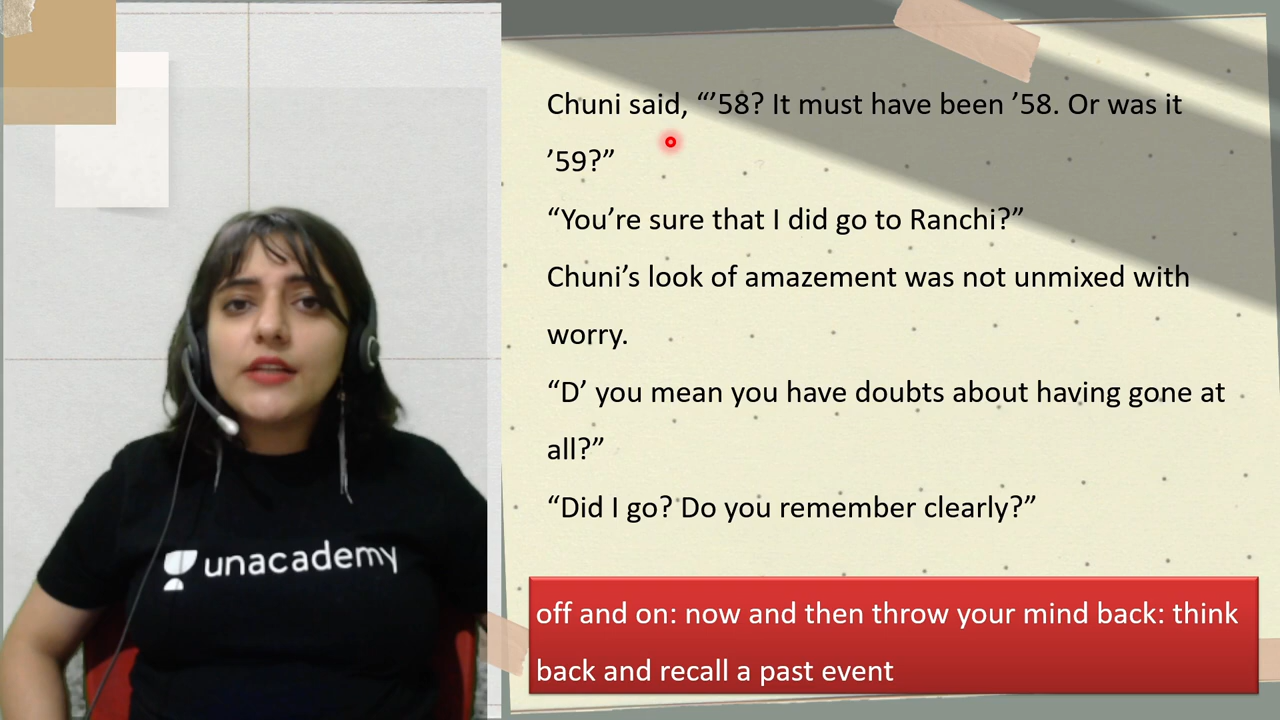 Chuni said, “’58? It must have been ’58. Or was it
’59?”
“You’re sure that I did go to Ranchi?”
Chuni’s look of amazement was not unmixed with
worry.
“D’ you mean you have doubts about having gone at
all?”
“Did I go? Do you remember clearly?”
off and on: now and then throw your mind back: think
back and recall a past event
unacademy